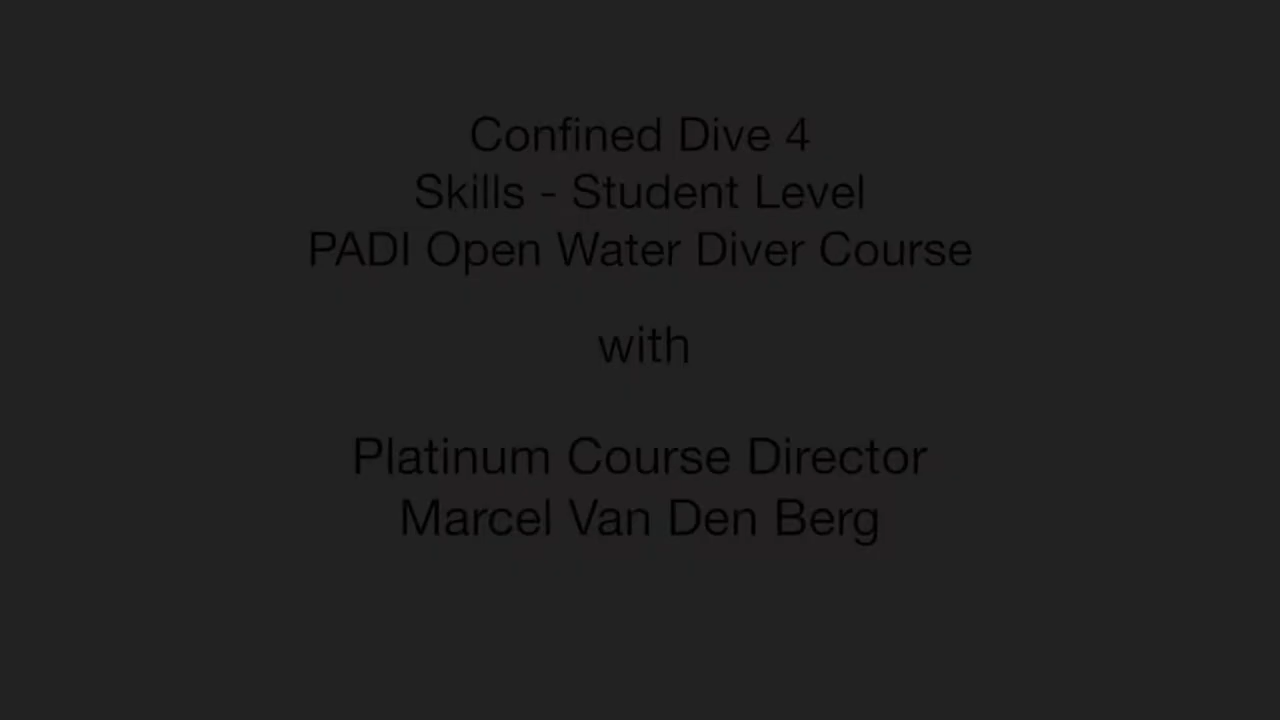 Confined Dive 4
Skills - Student Level
PADI Open Water Diver Course
with
Platinum Course Director
Marcel Van Den Berg